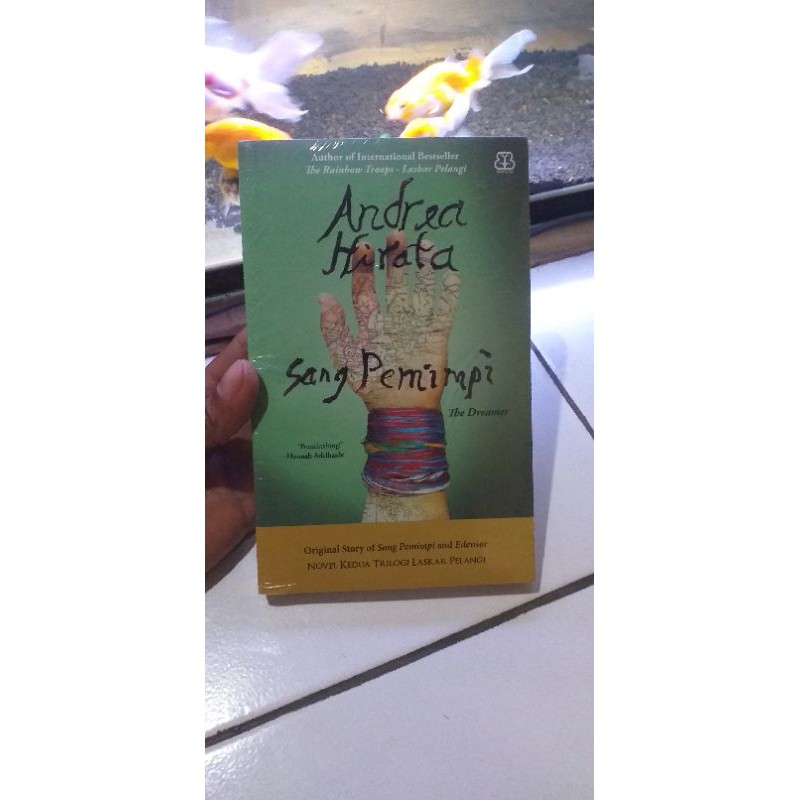 Author of International Bestseller
The Rainbow Troops - Laskar Pelangi
Andrea
Hirata
Sang Pemimpi
The Dreamer
Original Story of Sang Pemimpi and Edensor
NOVEL KEDUA TRILOGI LASKAR PELANGI